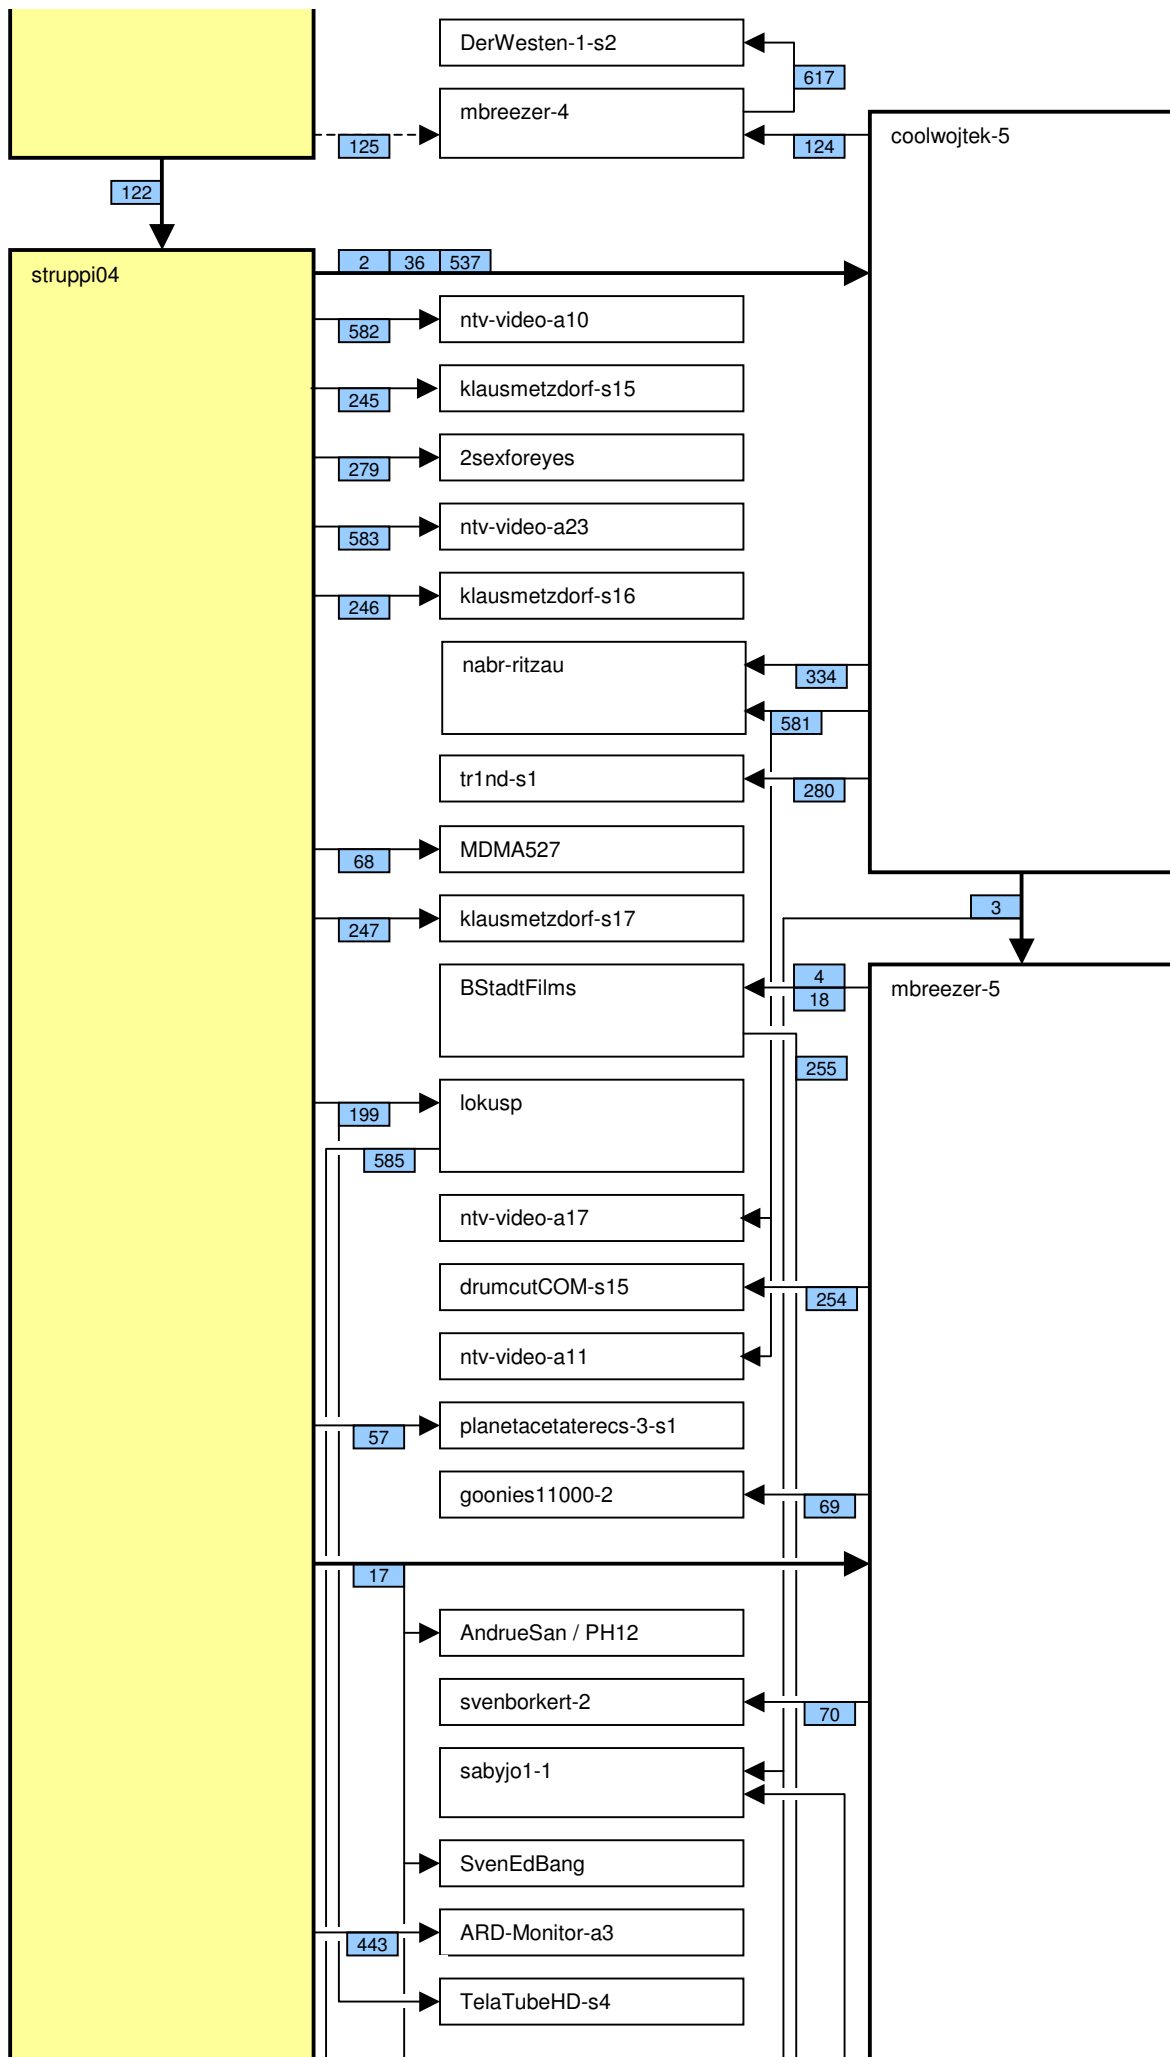 DerWesten-1-s2
617
mbreezer-4
coolwojtek-5
125
124
122
struppi04
2 36 537
ntv-video-a10
582
klausmetzdorf-s15
245
2sexforeyes
279
ntv-video-a23
583
klausmetzdorf-s16
246
nabr-ritzau
334
581
tr1nd-s1
280
MDMA527
68
3
klausmetzdorf-s17
247
4
BStadtFilms
mbreezer-5
18
255
lokusp
199
585
ntv-video-a17
drumcutCOM-s15
254
ntv-video-a11
planetacetaterecs-3-s1
57
goonies11000-2
69
17
AndrueSan / PH12
svenborkert-2
70
sabyjo1-1
SvenEdBang
ARD-Monitor-a3
443
TelaTubeHD-s4